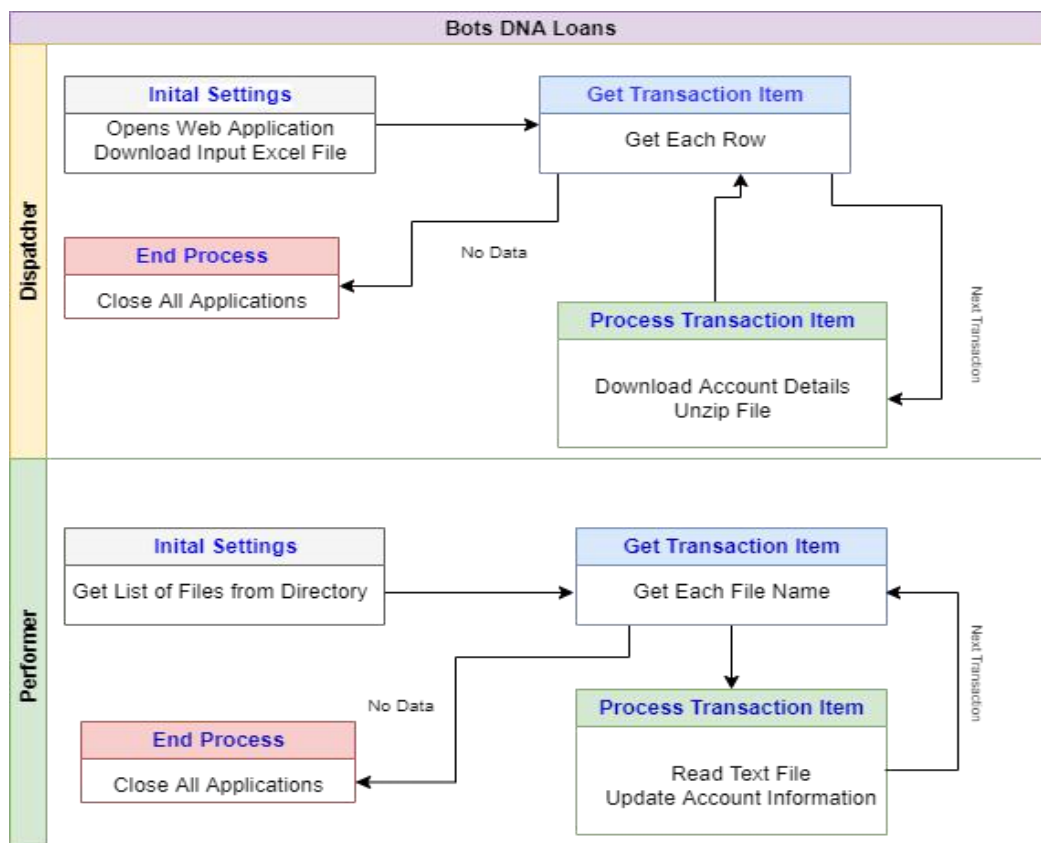 Bots DNA Loans
Dispatcher
Inital Settings
Opens Web Application
Download Input Excel File
Get Transaction Item
Get Each Row
No Data
End Process
Close All Applications
Next Transaction
Process Transaction Item
Download Account Details
Unzip File
Performer
Inital Settings
Get List of Files from Directory
Get Transaction Item
Get Each File Name
Next Transaction
No Data
Process Transaction Item
Read Text File
Update Account Information
End Process
Close All Applications